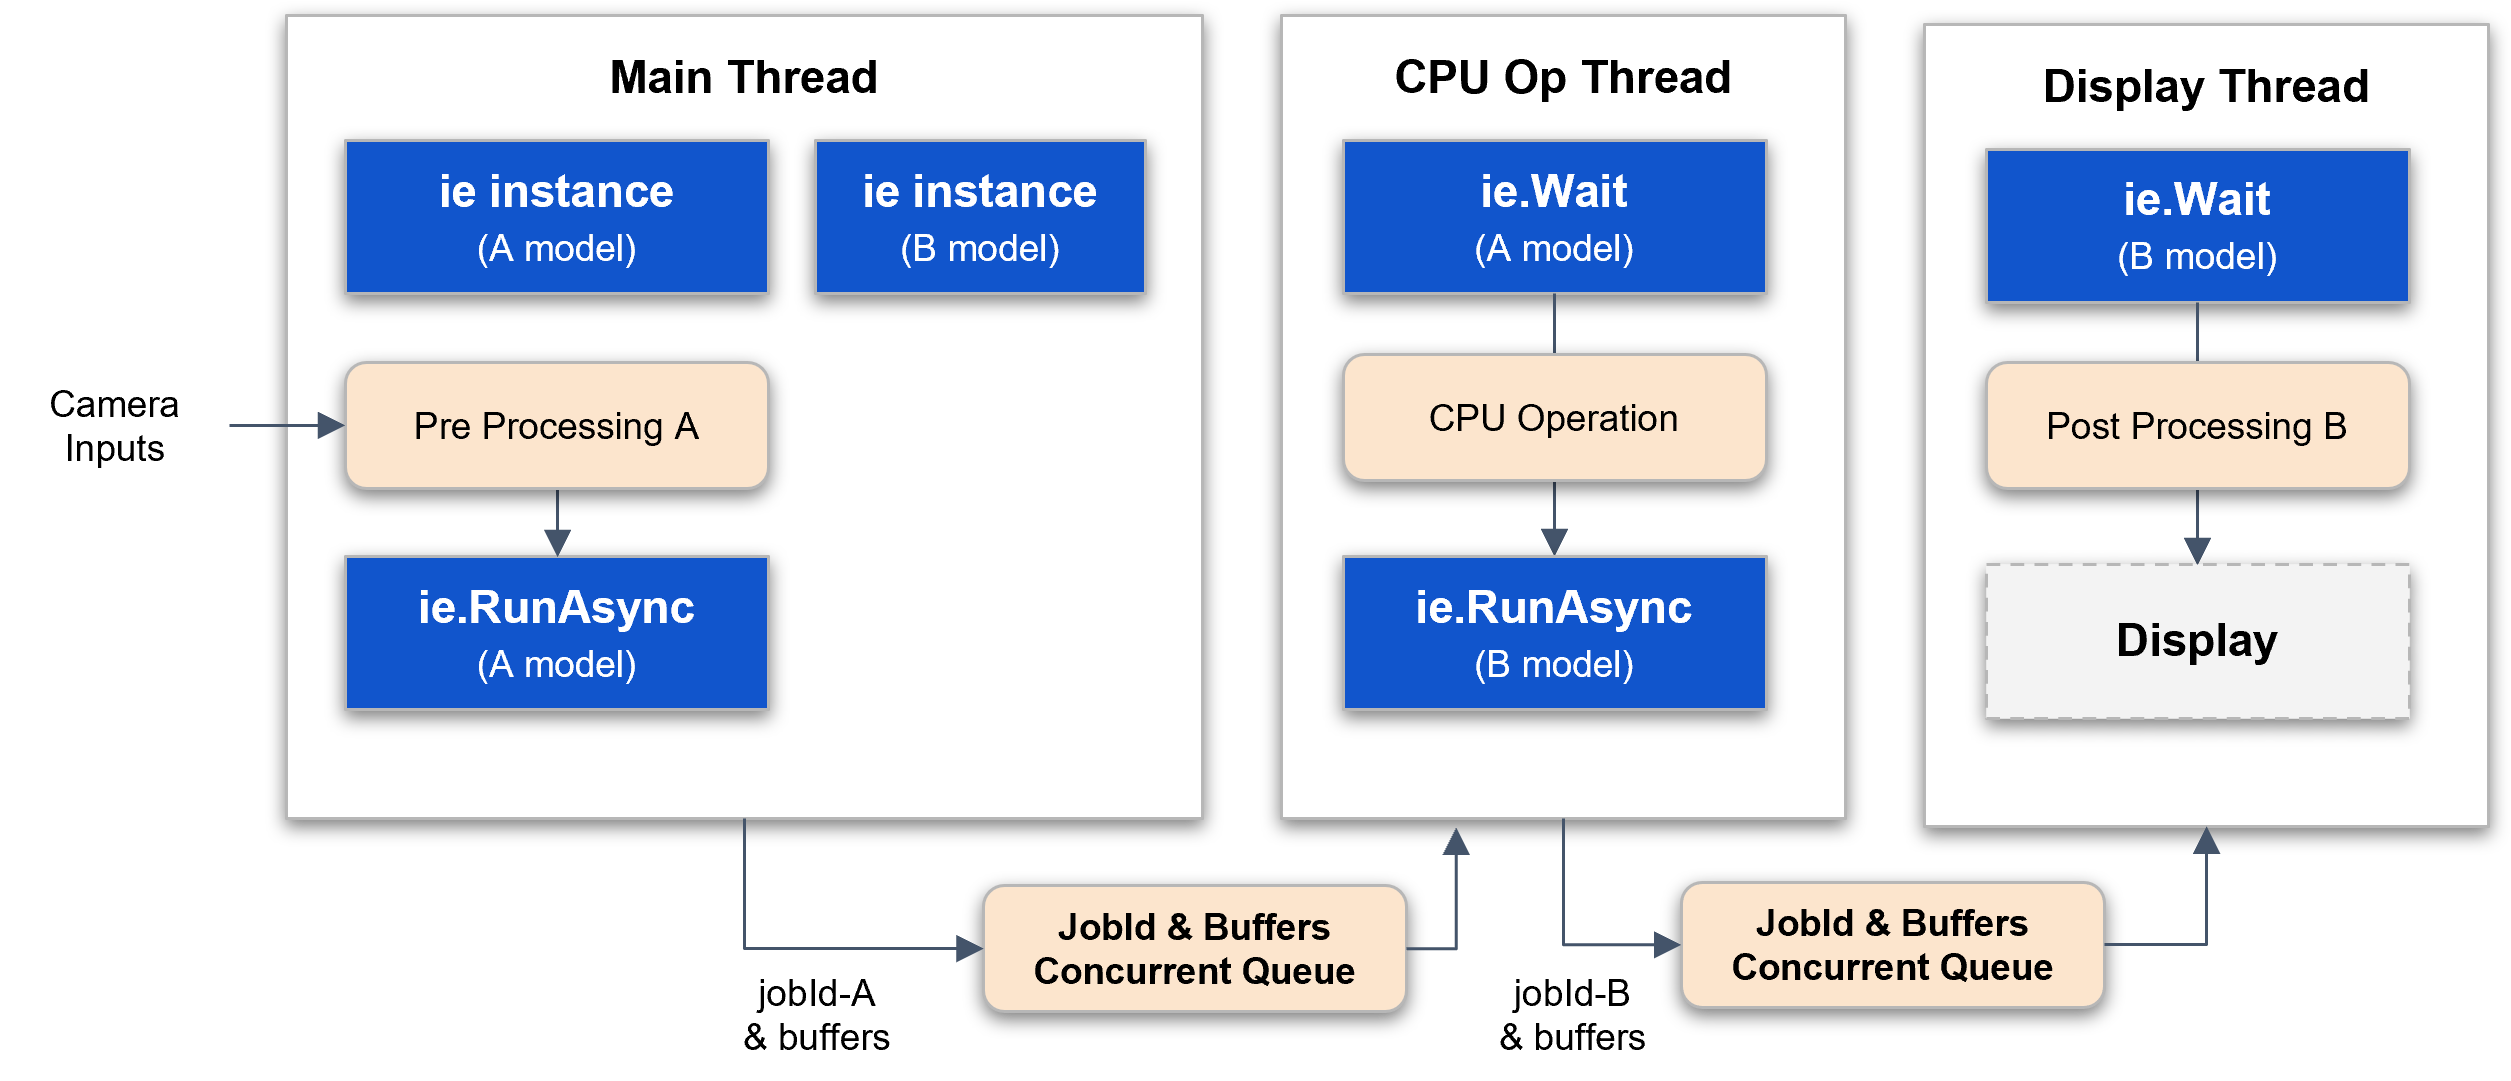 Main Thread
ie instance
(A model)
ie instance
(B model)
Camera
Inputs
Pre Processing A
ie.RunAsync
(A model)
CPU Op Thread
ie.Wait
(A model)
CPU Operation
ie.RunAsync
(B model)
Display Thread
ie.Wait
(B model)
Post Processing B
Display
jobId-A
& buffers
JobId & Buffers
Concurrent Queue
jobId-B
& buffers
JobId & Buffers
Concurrent Queue